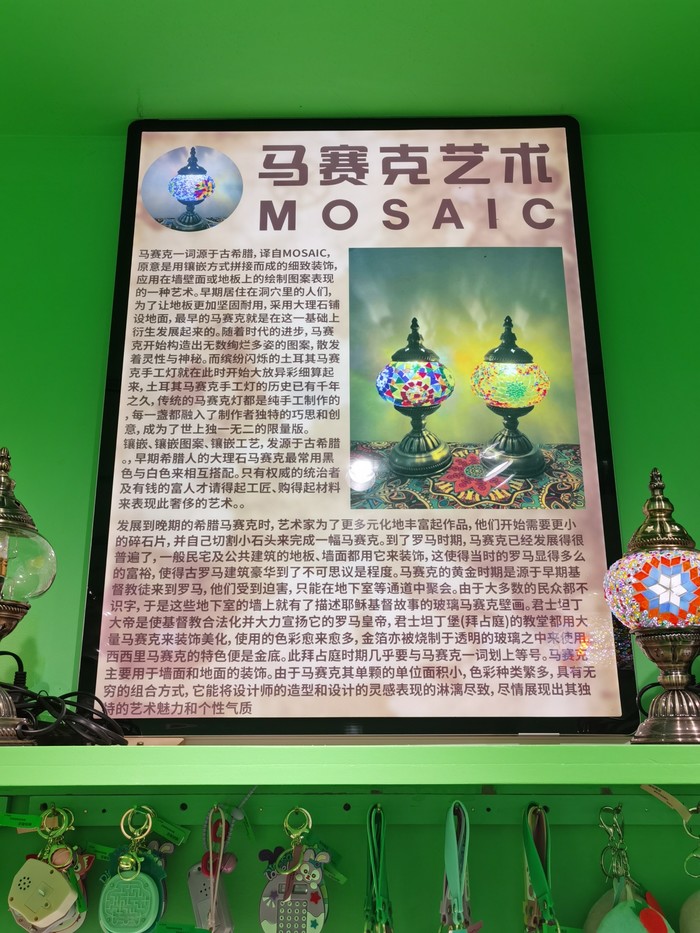 马赛克艺术
MOSAIC
马赛克一词源于古希腊,译自MOSAIC,
原意是用镶嵌方式拼接而成的细致装饰,
应用在墙壁面或地板上的绘制图案表现
的一种艺术。早期居住在洞穴里的人们,
为了让地板更加坚固耐用,采用大理石铺
设地面,最早的马赛克就是在这一基础上
衍生发展起来的。随着时代的进步,马赛
克开始构造出无数绚烂多姿的图案,散发
着灵性与神秘。而缤纷闪烁的土耳其马赛
克手工灯就在此时开始大放异彩细算起
来,土耳其马赛克手工灯的历史已有千年
之久,传统的马赛克灯都是纯手工制作的
,每一盏都融入了制作者独特的巧思和创
意,成为了世上独一无二的限量版。
镶嵌、镶嵌图案、镶嵌工艺,发源于古希腊
。,早期希腊人的大理石马赛克最常用黑
色与白色来相互搭配。只有权威的统治者
及有钱的富人才请得起工匠、购得起材料
来表现此奢侈的艺术。。
发展到晚期的希腊马赛克时,艺术家为了更多元化地丰富起作品,他们开始需要更小
的碎石片,并自己切割小石头来完成一幅马赛克。到了罗马时期,马赛克已经发展得很
普遍了,一般民宅及公共建筑的地板、墙面都用它来装饰,这使得当时的罗马显得多么
的富裕,使得古罗马建筑豪华到了不可思议是程度。马赛克的黄金时期是源于早期基
督教徒来到罗马,他们受到迫害,只能在地下室等通道中聚会。由于大多数的民众都不
识字,于是这些地下室的墙上就有了描述耶稣基督故事的玻璃马赛克壁画。君士坦丁
大帝是使基督教合法化并大力宣扬它的罗马皇帝,君士坦丁堡(拜占庭)的教堂都用大
量马赛克来装饰美化,使用的色彩愈来愈多,金箔亦被烧制于透明的玻璃之中来使用,
西西里马赛克的特色便是金底。此拜占庭时期几乎要与马赛克一词划上等号。马赛克
主要用于墙面和地面的装饰。由于马赛克其单颗的单位面积小,色彩种类繁多,具有无
穷的组合方式,它能将设计师的造型和设计的灵感表现的淋漓尽致,尽情展现出其独
特的艺术魅力和个性气质